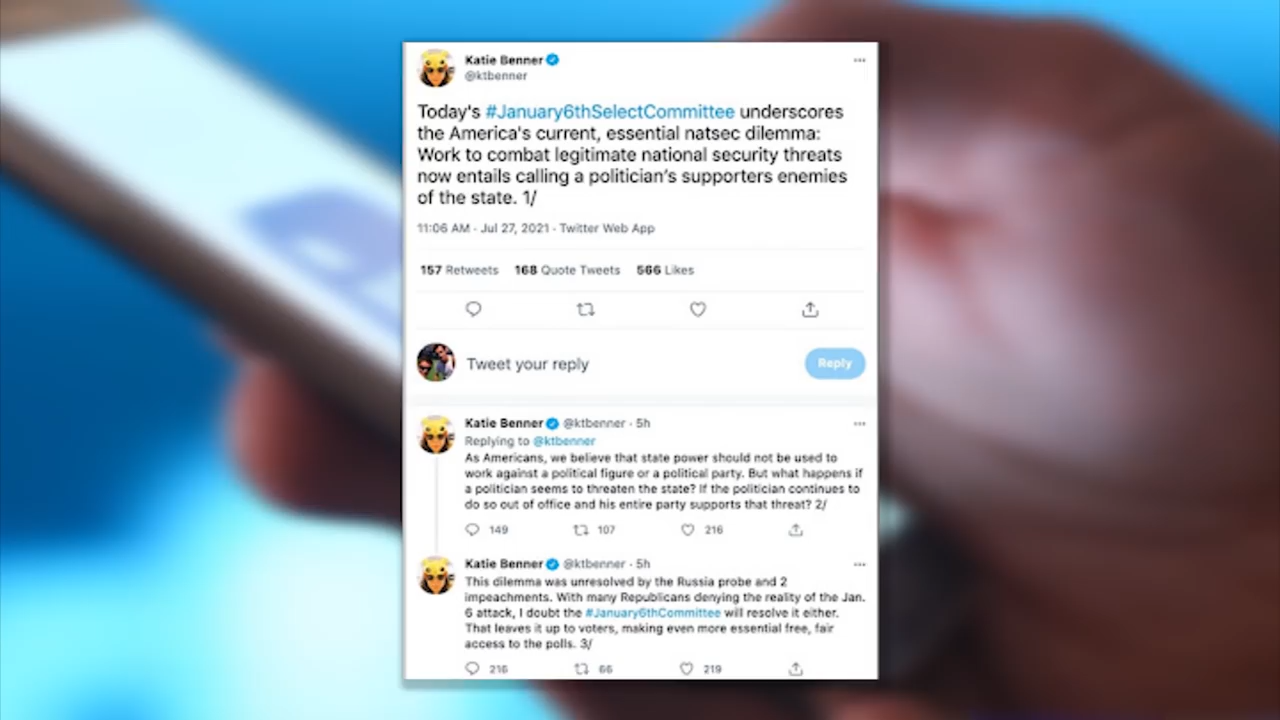 Katie Benner
@ktbenner
Today's #January6thSelectCommittee underscores
the America's current, essential natsec dilemma:
Work to combat legitimate national security threats
now entails calling a politician's supporters enemies
of the state. 1/
11:06 AM · Jul 27, 2021 · Twitter Web App
157 Retweets 168 Quote Tweets 566 Likes
Tweet your reply
Reply
Katie Benner @ktbenner · 5h
Replying to @ktbenner
As Americans, we believe that state power should not be used to
work against a political figure or a political party. But what happens if
a politician seems to threaten the state? If the politician continues to
do so out of office and his entire party supports that threat? 2/
149 107 216
Katie Benner @ktbenner · 5h
This dilemma was unresolved by the Russia probe and 2
impeachments. With many Republicans denying the reality of the Jan.
6 attack, I doubt the #January6thCommittee will resolve it either.
That leaves it up to voters, making even more essential free, fair
access to the polls. 3/
216 66 219